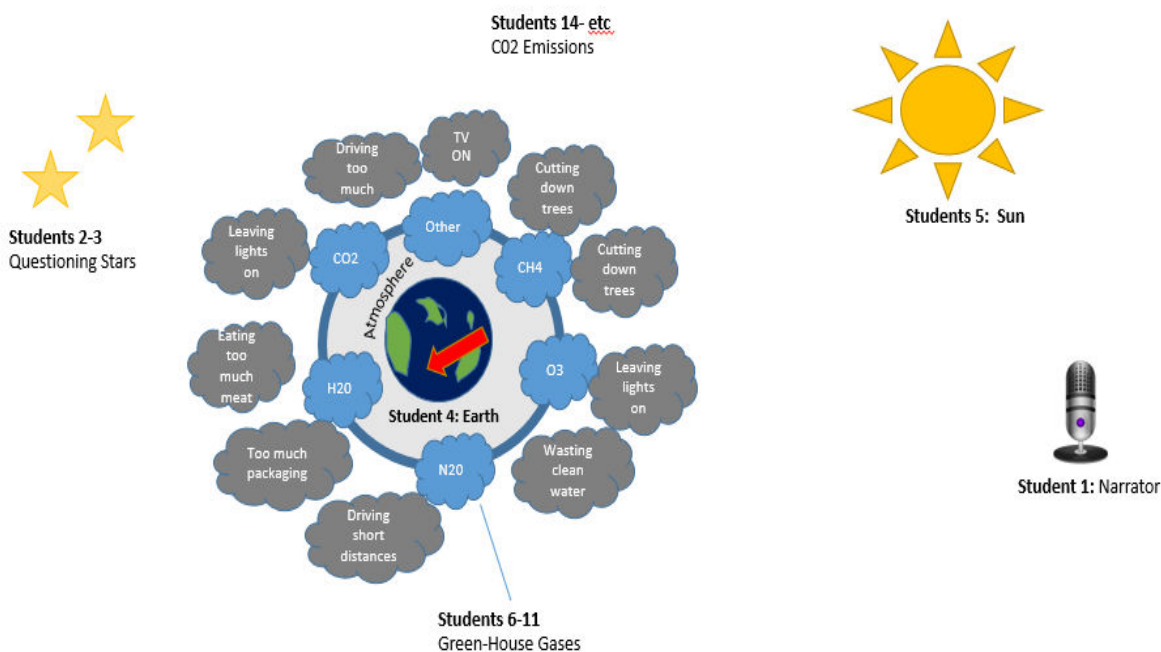 Students 14- etc
C02 Emissions
TV
ON
Driving
too
much
Cutting
down
trees
Students 5: Sun
Students 2-3
Questioning Stars
Leaving
lights
on
CO2
Other
CH4
Cutting
down
trees
Atmosphere
Eating
too
much
meat
H20
O3
Leaving
lights
on
Student 4: Earth
Too much
packaging
N20
Wasting
clean
water
Student 1: Narrator
Driving
short
distances
Students 6-11
Green-House Gases